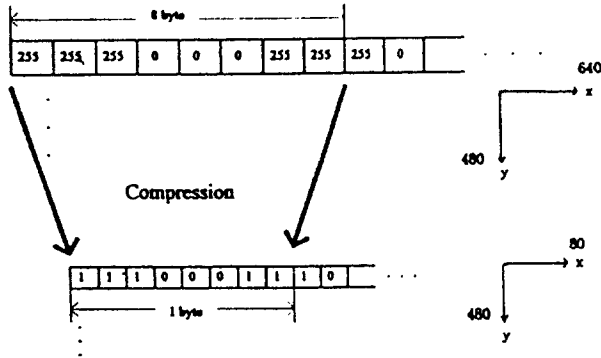 8 byte
255 255 255 0 0 0 255 255 255 0 . . .
640
x
480
y
Compression
80
x
1 1 1 0 0 0 1 1 1 0 . . .
1 byte
480
y